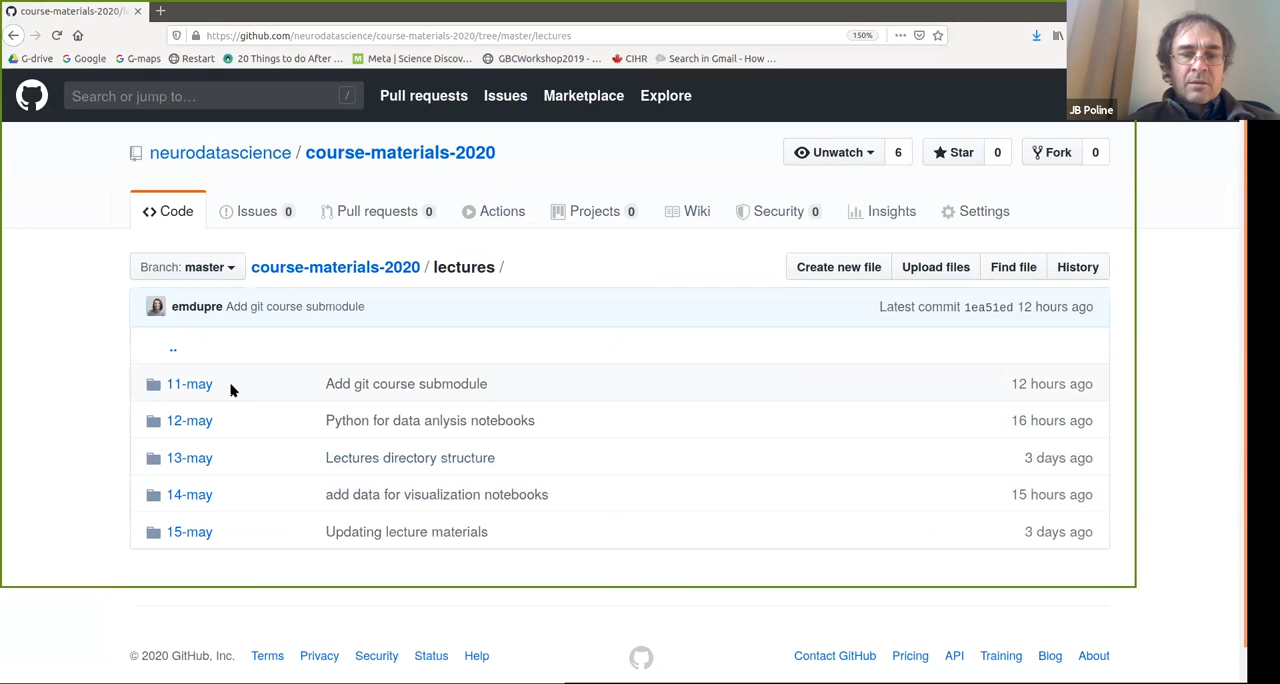 course-materials-2020/l
https://github.com/neurodatascience/course-materials-2020/tree/master/lectures
150%
G-drive Google G-maps Restart 20 Things to do After ... Meta | Science Discov... GBCWorkshop2019 - ... CIHR Search in Gmail - How ...
JB Poline
Search or jump to... /
Pull requests Issues Marketplace Explore
neurodatascience / course-materials-2020
Unwatch 6 Star 0 Fork 0
Code Issues 0 Pull requests 0 Actions Projects 0 Wiki Security 0 Insights Settings
Branch: master course-materials-2020 / lectures /
Create new file Upload files Find file History
emdupre Add git course submodule Latest commit 1ea51ed 12 hours ago
..
11-may Add git course submodule 12 hours ago
12-may Python for data anlysis notebooks 16 hours ago
13-may Lectures directory structure 3 days ago
14-may add data for visualization notebooks 15 hours ago
15-may Updating lecture materials 3 days ago
© 2020 GitHub, Inc. Terms Privacy Security Status Help Contact GitHub Pricing API Training Blog About